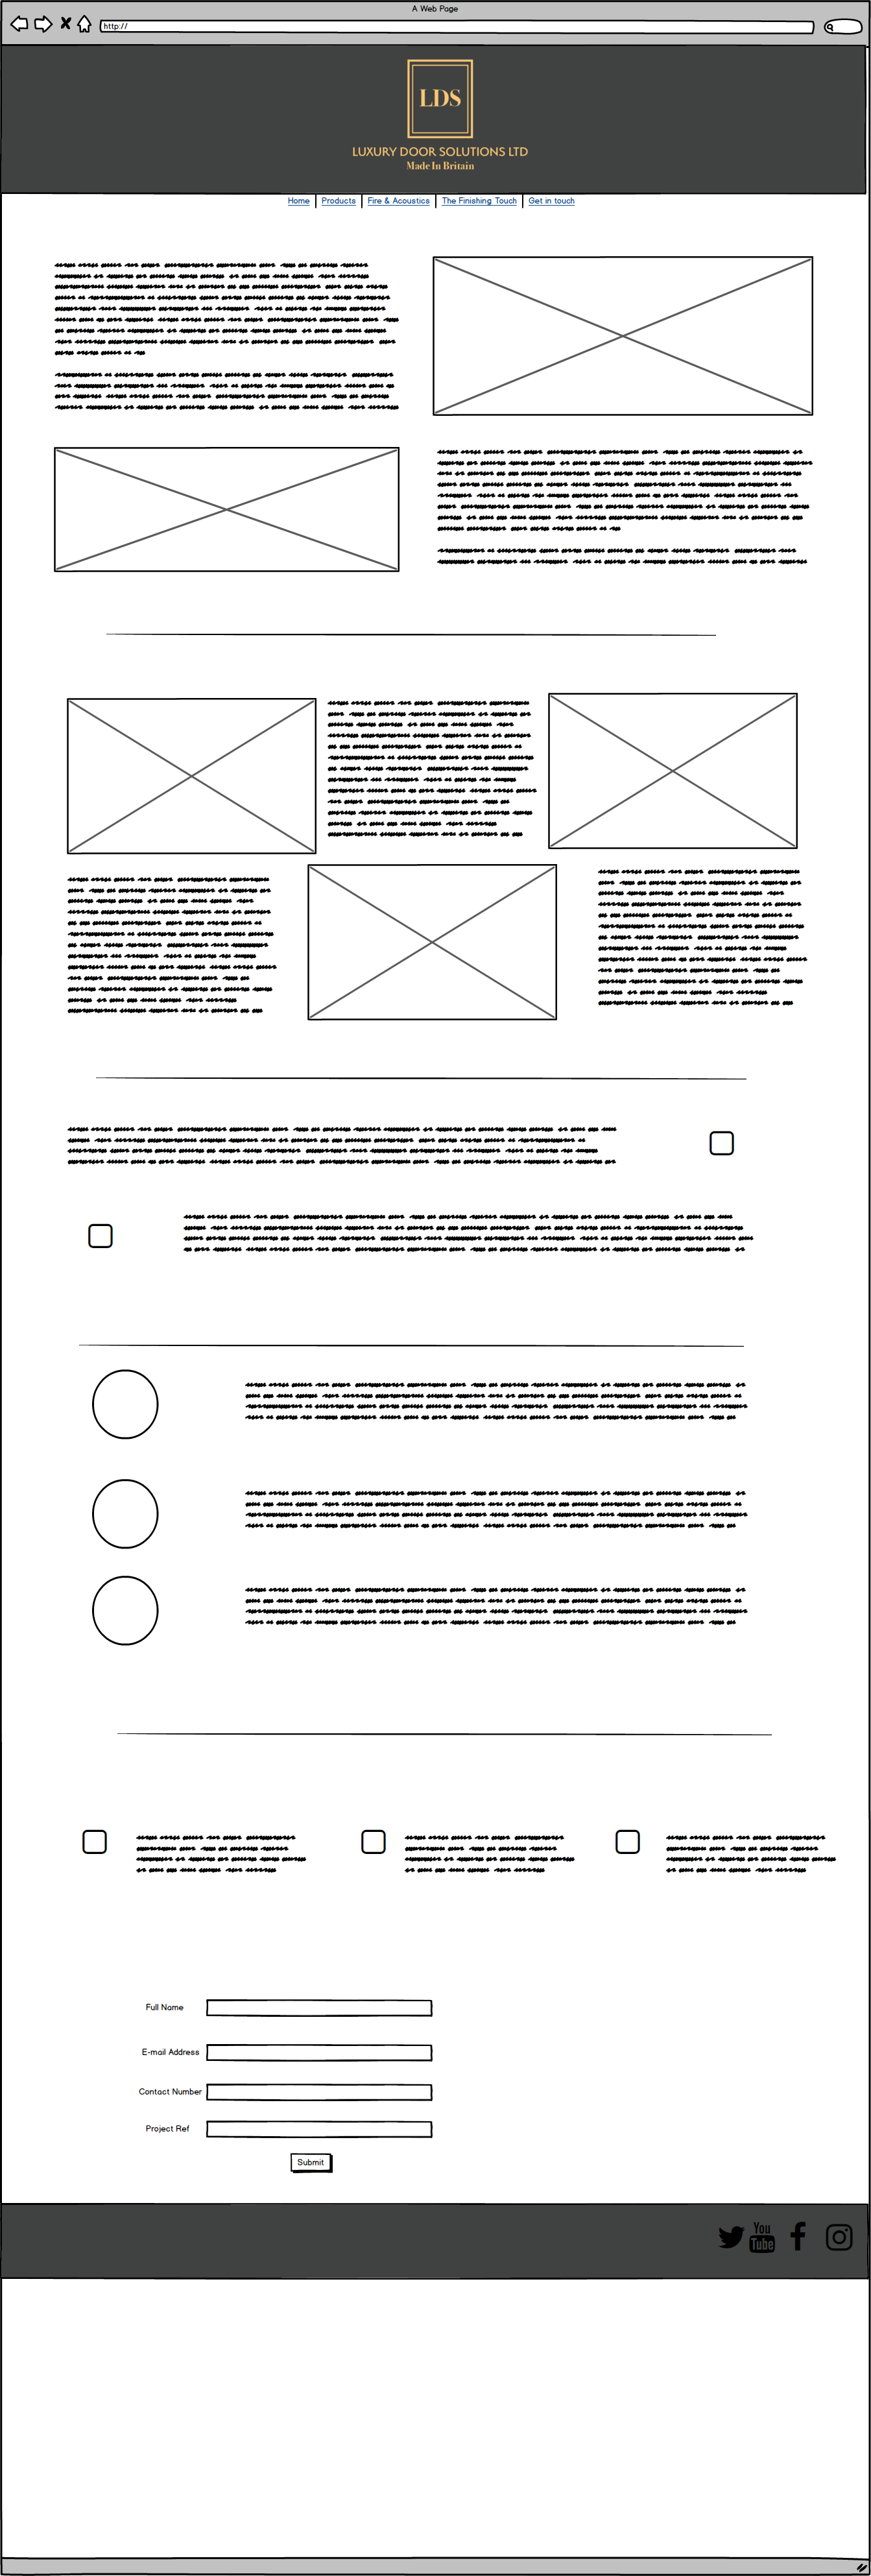 A Web Page
http://
LDS
LUXURY DOOR SOLUTIONS LTD
Made In Britain
Home Products Fire & Acoustics The Finishing Touch Get in touch
Full Name
E-mail Address
Contact Number
Project Ref
Submit
You
Tube